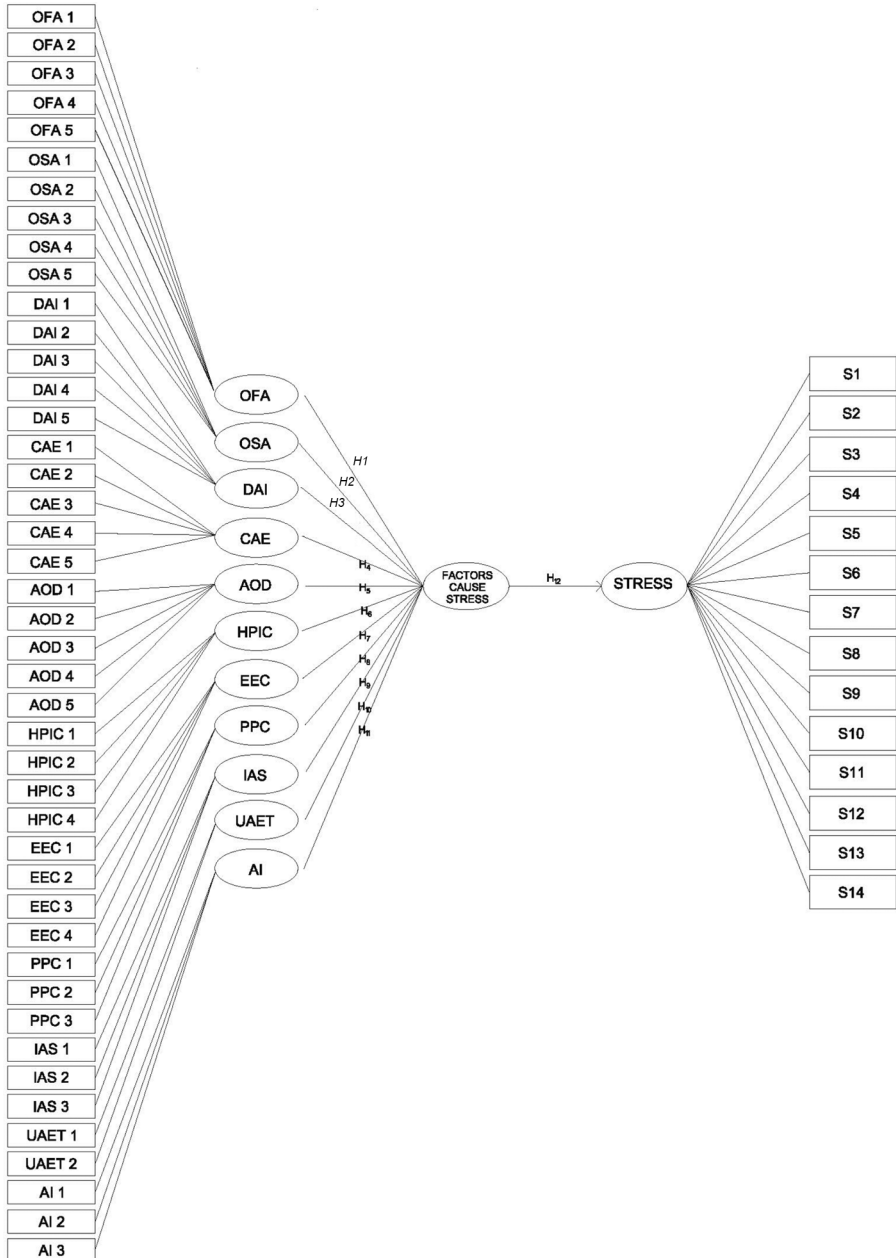 OFA 1
OFA 2
OFA 3
OFA 4
OFA 5
OSA 1
OSA 2
OSA 3
OSA 4
OSA 5
DAI 1
DAI 2
DAI 3
DAI 4
DAI 5
CAE 1
CAE 2
CAE 3
CAE 4
CAE 5
AOD 1
AOD 2
AOD 3
AOD 4
AOD 5
HPIC 1
HPIC 2
HPIC 3
HPIC 4
EEC 1
EEC 2
EEC 3
EEC 4
PPC 1
PPC 2
PPC 3
IAS 1
IAS 2
IAS 3
UAET 1
UAET 2
AI 1
AI 2
AI 3
OFA
OSA
DAI
CAE
AOD
HPIC
EEC
PPC
IAS
UAET
AI
H1
H2
H3
H₄
H₅
H₆
H₇
H₈
H₉
H₁₀
H₁₁
FACTORS
CAUSE
STRESS
H₁₂
STRESS
S1
S2
S3
S4
S5
S6
S7
S8
S9
S10
S11
S12
S13
S14